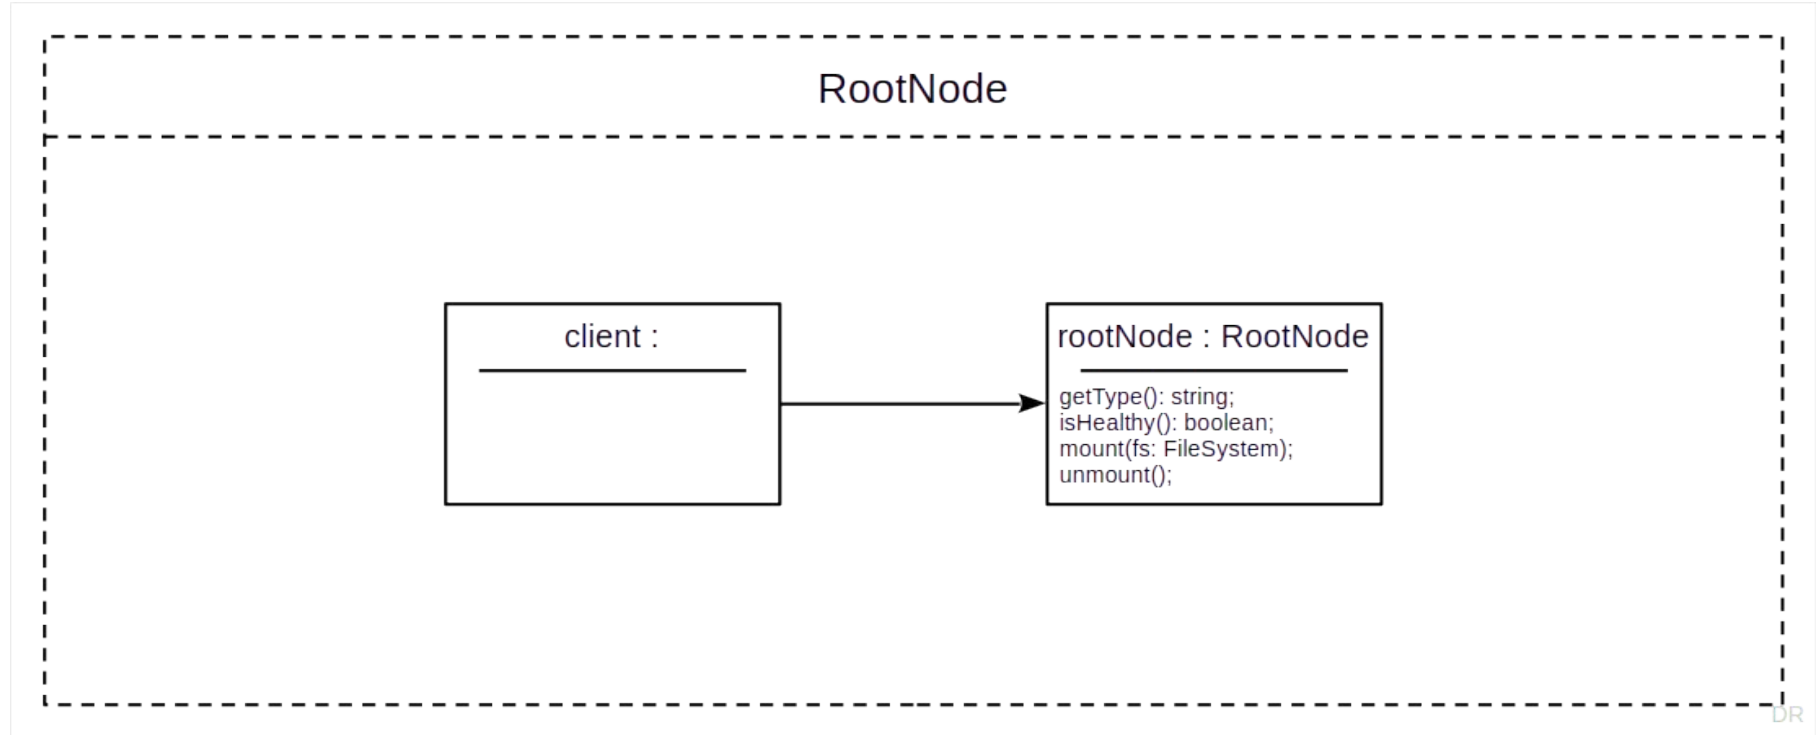 RootNode
client :
rootNode : RootNode
getType(): string;
isHealthy(): boolean;
mount(fs: FileSystem);
unmount();
DR